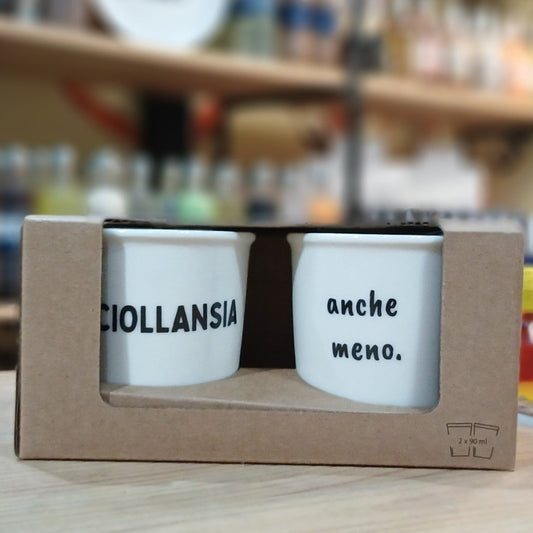 CIOLLANSIA
anche
meno.
2 x 90 ml